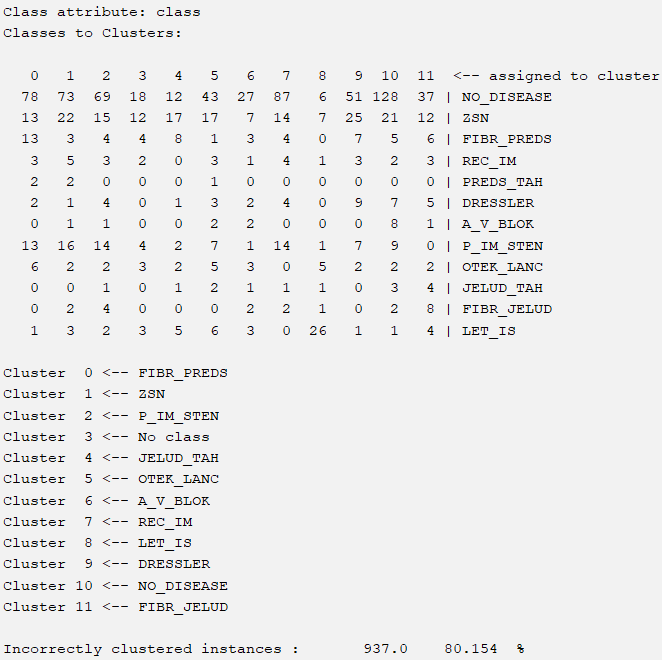 Class attribute: class
Classes to Clusters:
0 1 2 3 4 5 6 7 8 9 10 11 <-- assigned to cluster
78 73 69 18 12 43 27 87 6 51 128 37 | NO_DISEASE
13 22 15 12 17 17 7 14 7 25 21 12 | ZSN
13 3 4 4 8 1 3 4 0 7 5 6 | FIBR_PREDS
3 5 3 2 0 3 1 4 1 3 2 3 | REC_IM
2 2 0 0 0 1 0 0 0 0 0 0 | PREDS_TAH
2 1 4 0 1 3 2 4 0 9 7 5 | DRESSLER
0 1 1 0 0 2 2 0 0 0 8 1 | A_V_BLOK
13 16 14 4 2 7 1 14 1 7 9 0 | P_IM_STEN
6 2 2 3 2 5 3 0 5 2 2 2 | OTEK_LANC
0 0 1 0 1 2 1 1 1 0 3 4 | JELUD_TAH
0 2 4 0 0 0 2 2 1 0 2 8 | FIBR_JELUD
1 3 2 3 5 6 3 0 26 1 1 4 | LET_IS
Cluster 0 <-- FIBR_PREDS
Cluster 1 <-- ZSN
Cluster 2 <-- P_IM_STEN
Cluster 3 <-- No class
Cluster 4 <-- JELUD_TAH
Cluster 5 <-- OTEK_LANC
Cluster 6 <-- A_V_BLOK
Cluster 7 <-- REC_IM
Cluster 8 <-- LET_IS
Cluster 9 <-- DRESSLER
Cluster 10 <-- NO_DISEASE
Cluster 11 <-- FIBR_JELUD
Incorrectly clustered instances : 937.0 80.154 %